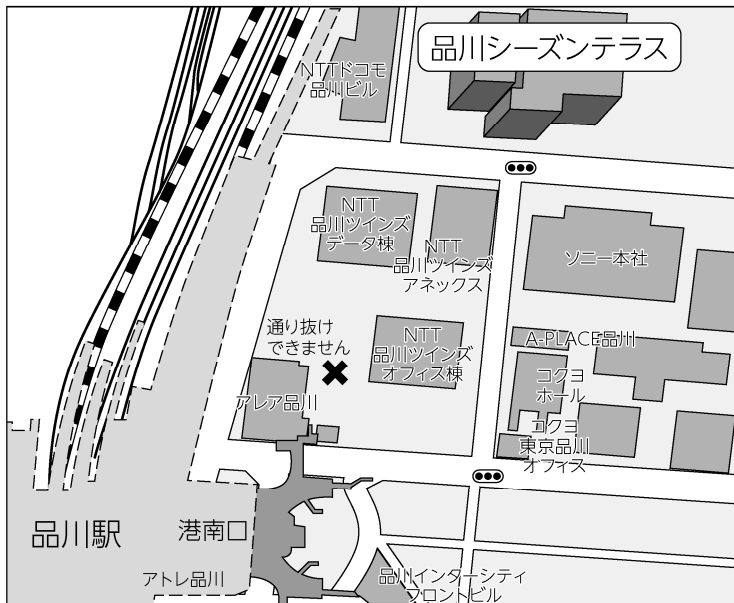 品川シーズンテラス
NTTドコモ
品川ビル
NTT
品川ツインズ
データ棟
NTT
品川ツインズ
アネックス
ソニー本社
通り抜け
できません
NTT
品川ツインズ
オフィス棟
A-PLACE品川
コクヨ
ホール
アレア品川
コクヨ
東京品川
オフィス
品川駅
港南口
アトレ品川
品川インターシティ
フロントビル